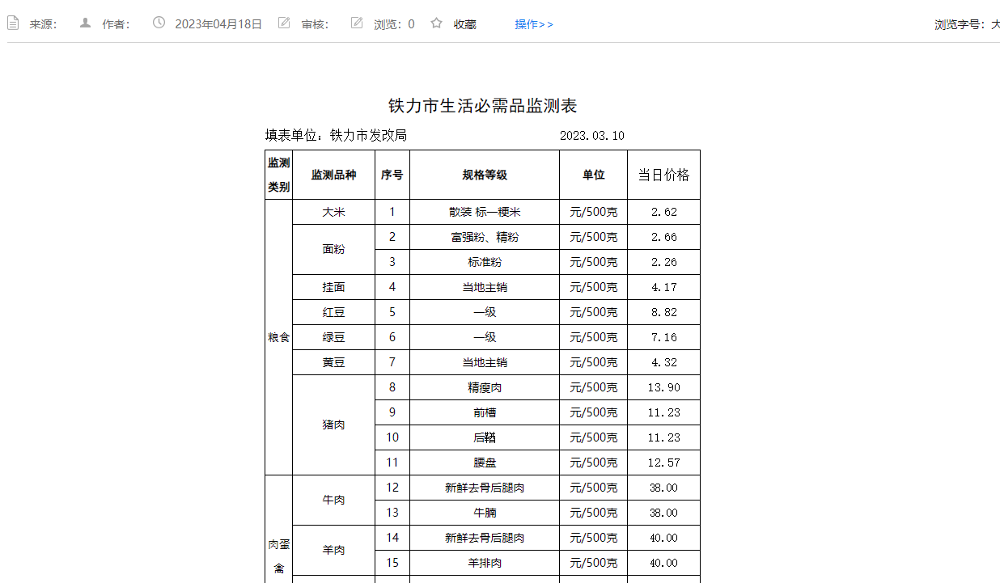 来源： 作者： 2023年04月18日 审核： 浏览：0 收藏 操作>> 浏览字号：大
铁力市生活必需品监测表
填表单位：铁力市发改局 2023.03.10
监测类别 监测品种 序号 规格等级 单位 当日价格
粮食 大米 1 散装 标一粳米 元/500克 2.62
面粉 2 富强粉、精粉 元/500克 2.66
3 标准粉 元/500克 2.26
挂面 4 当地主销 元/500克 4.17
红豆 5 一级 元/500克 8.82
绿豆 6 一级 元/500克 7.16
黄豆 7 当地主销 元/500克 4.32
猪肉 8 精瘦肉 元/500克 13.90
9 前槽 元/500克 11.23
10 后鞧 元/500克 11.23
11 腰盘 元/500克 12.57
肉蛋禽 牛肉 12 新鲜去骨后腿肉 元/500克 38.00
13 牛腩 元/500克 38.00
羊肉 14 新鲜去骨后腿肉 元/500克 40.00
15 羊排肉 元/500克 40.00